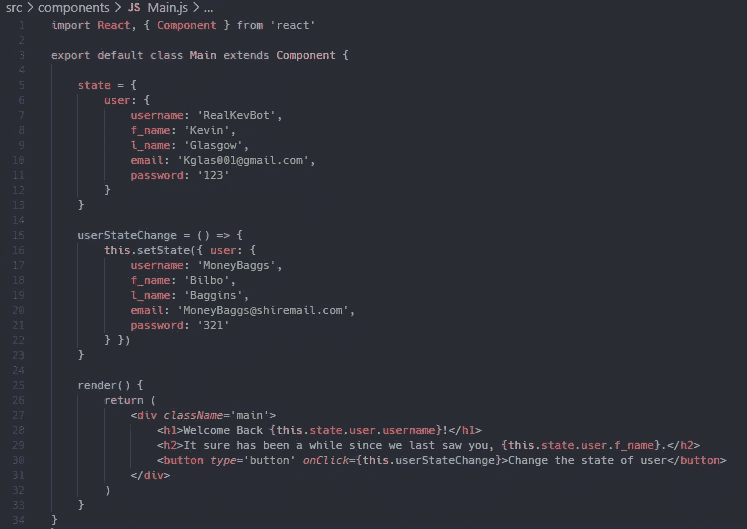 src > components > JS Main.js > ...
1 import React, { Component } from 'react'
2
3 export default class Main extends Component {
4
5 state = {
6 user: {
7 username: 'RealKevBot',
8 f_name: 'Kevin',
9 l_name: 'Glasgow',
10 email: 'Kglas001@gmail.com',
11 password: '123'
12 }
13 }
14
15 userStateChange = () => {
16 this.setState({ user: {
17 username: 'MoneyBaggs',
18 f_name: 'Bilbo',
19 l_name: 'Baggins',
20 email: 'MoneyBaggs@shiremail.com',
21 password: '321'
22 } })
23 }
24
25 render() {
26 return (
27 <div className='main'>
28 <h1>Welcome Back {this.state.user.username}!</h1>
29 <h2>It sure has been a while since we last saw you, {this.state.user.f_name}.</h2>
30 <button type='button' onClick={this.userStateChange}>Change the state of user</button>
31 </div>
32 )
33 }
34 }